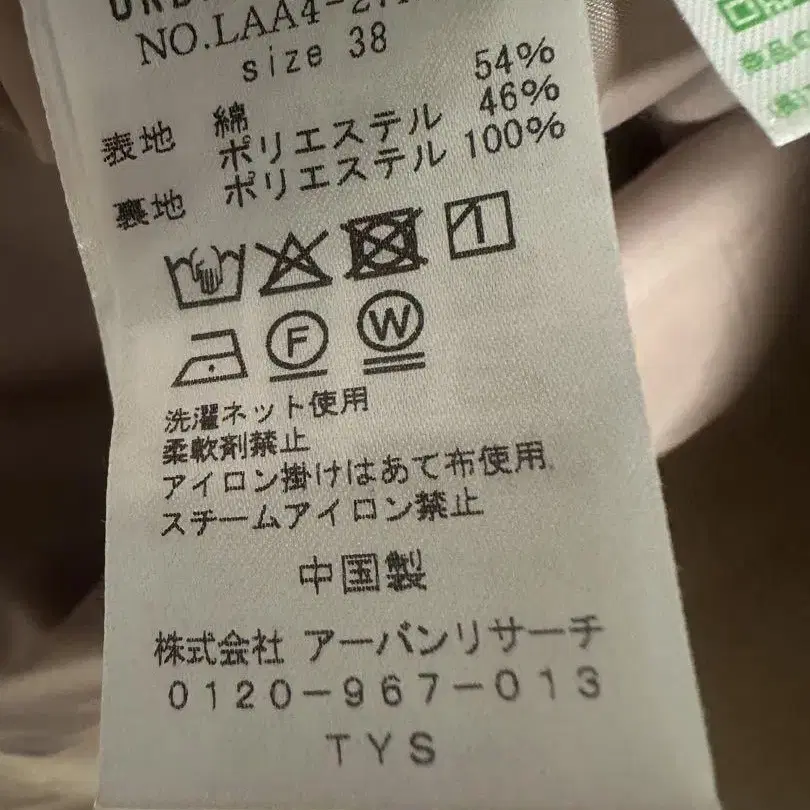 NO.LAA4-
size 38
表地 綿 54%
ポリエステル 46%
裏地 ポリエステル 100%
F
W
洗濯ネット使用
柔軟剤禁止
アイロン掛けはあて布使用
スチームアイロン禁止
中国製
株式会社 アーバンリサーチ
0120-967-013
TYS